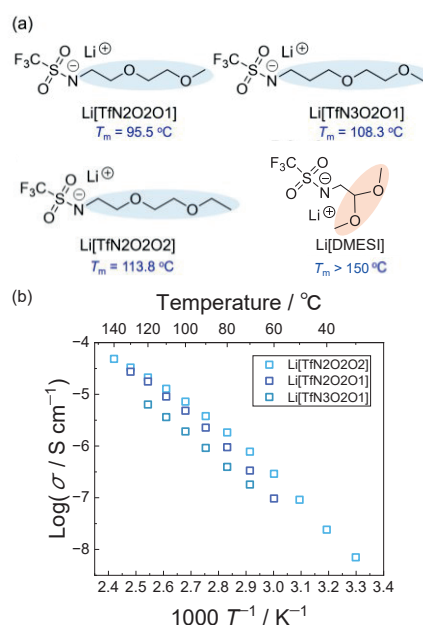 (a)
F₃C S O O N ⊖ Li ⊕ O O
F₃C S O O N ⊖ Li ⊕ O O
Li[TfN2O2O1]
Li[TfN3O2O1]
Tm = 95.5 °C
Tm = 108.3 °C
F₃C S O O N ⊖ Li ⊕ O O
F₃C S O O N ⊖ Li ⊕ O O
Li[TfN2O2O2]
Li[DMESI]
Tm = 113.8 °C
Tm > 150 °C
(b)
Temperature / °C
140 120 100 80 60 40
Li[TfN2O2O2]
Li[TfN2O2O1]
Li[TfN3O2O1]
Log( σ / S cm⁻¹)
-4
-5
-6
-7
-8
2.4 2.5 2.6 2.7 2.8 2.9 3.0 3.1 3.2 3.3 3.4
1000 T⁻¹ / K⁻¹